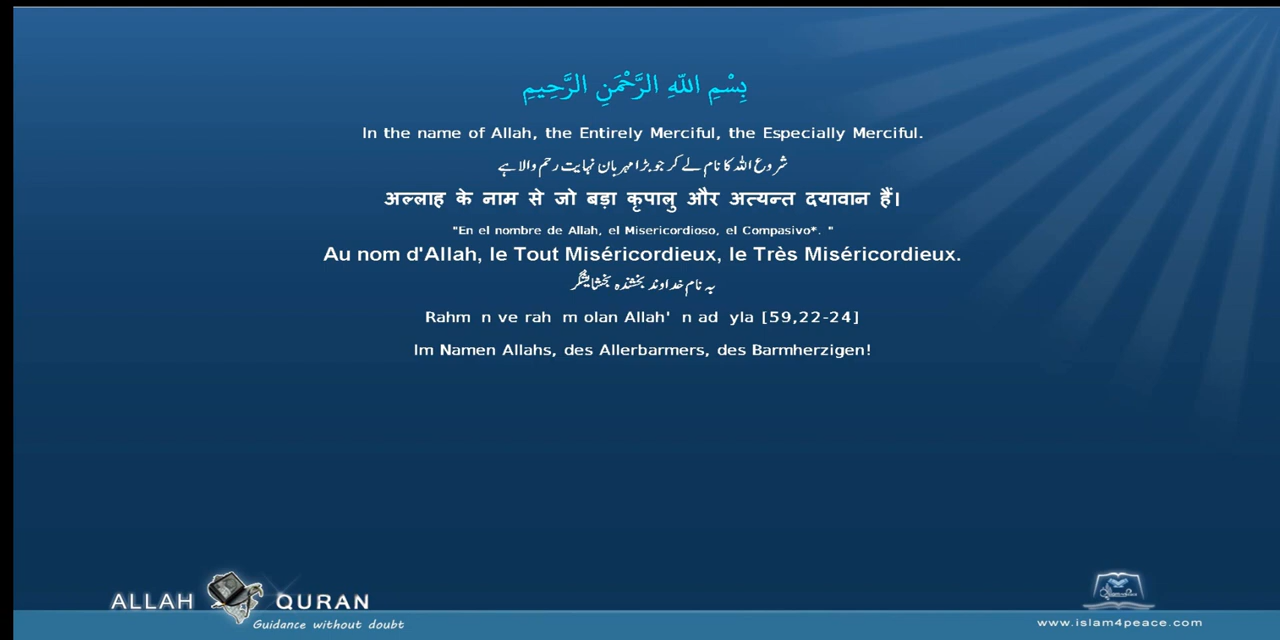 بِسْمِ اللّٰهِ الرَّحْمَنِ الرَّحِيمِ
In the name of Allah, the Entirely Merciful, the Especially Merciful.
شروع اللہ کا نام لے کر جو بڑا مہربان نہایت رحم والا ہے
अल्लाह के नाम से जो बड़ा कृपालु और अत्यन्त दयावान हैं।
"En el nombre de Allah, el Misericordioso, el Compasivo*. "
Au nom d'Allah, le Tout Miséricordieux, le Très Miséricordieux.
به نام خداوند بخشنده بخشایشگر
Rahm n ve rah m olan Allah' n ad yla [59,22-24]
Im Namen Allahs, des Allerbarmers, des Barmherzigen!
ALLAH QURAN
Guidance without doubt
www.islam4peace.com